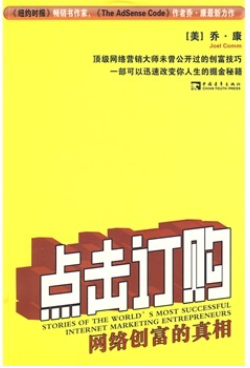 《纽约时报》畅销书作家,《The AdSense Code》作者乔·康最新力作
[美] 乔·康
Joel Comm
顶级网络营销大师未曾公开过的创富技巧
一部可以迅速改变你人生的掘金秘籍
中国青年出版社
CHINA YOUTH PRESS
点击订购
STORIES OF THE WORLD'S MOST SUCCESSFUL
INTERNET MARKETING ENTREPRENEURS
网络创富的真相